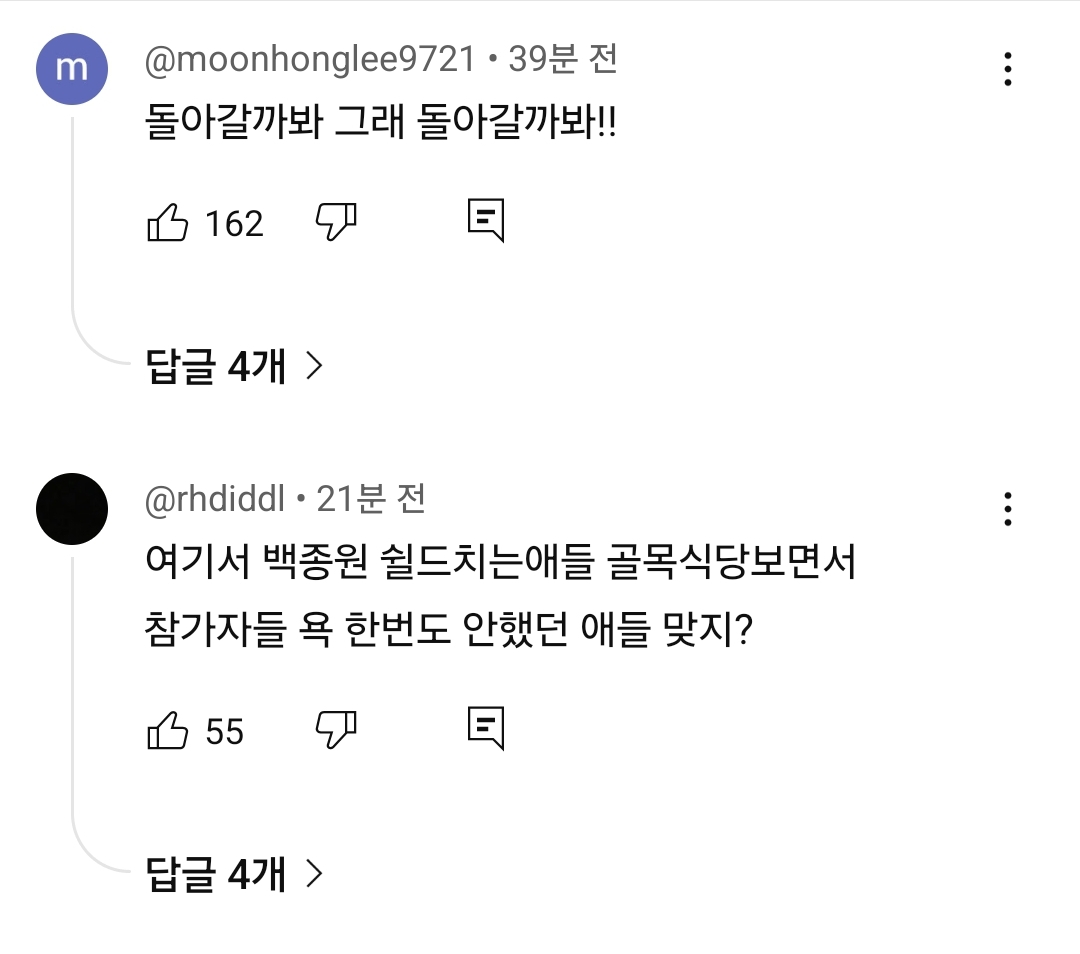 m
@moonhonglee9721 • 39분 전
돌아갈까봐 그래 돌아갈까봐!!
162
답글 4개
@rhdiddl • 21분 전
여기서 백종원 쉴드치는애들 골목식당보면서
참가자들 욕 한번도 안했던 애들 맞지?
55
답글 4개